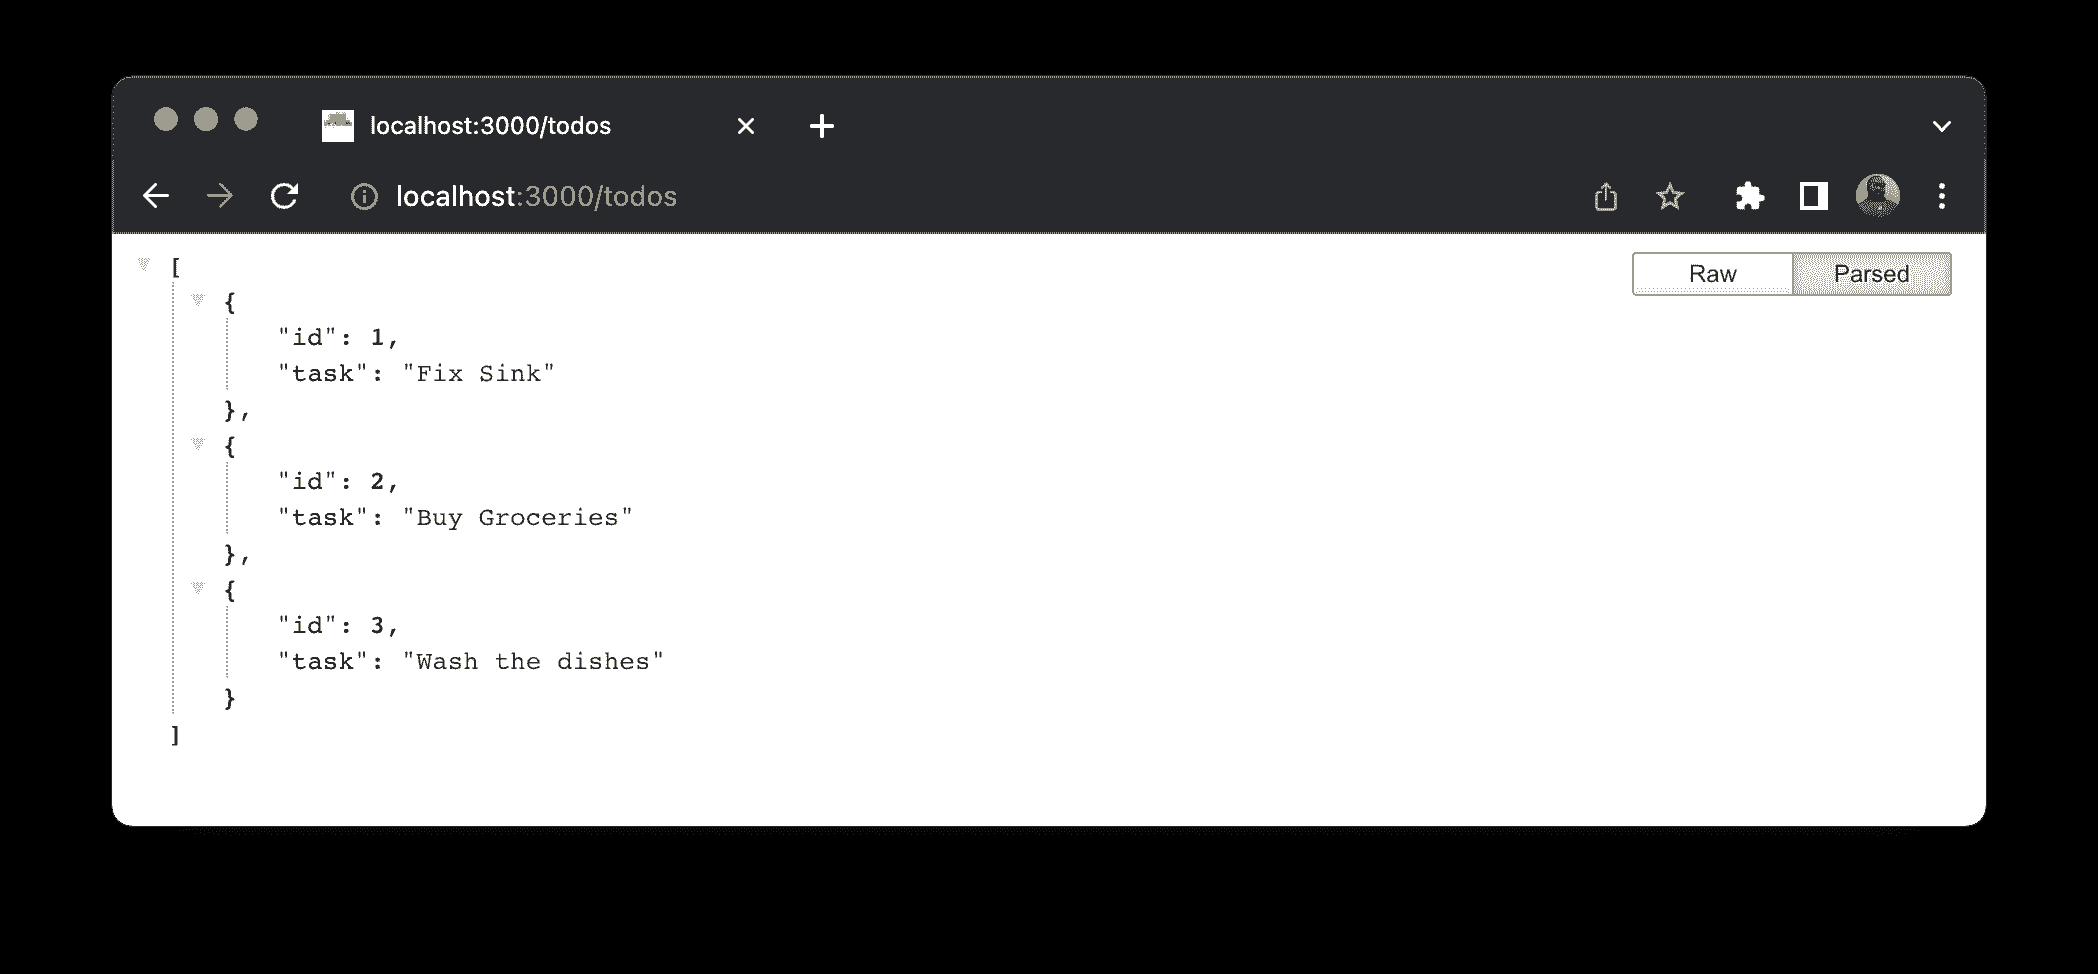 localhost:3000/todos
localhost:3000/todos
Raw Parsed
[
{
"id": 1,
"task": "Fix Sink"
},
{
"id": 2,
"task": "Buy Groceries"
},
{
"id": 3,
"task": "Wash the dishes"
}
]